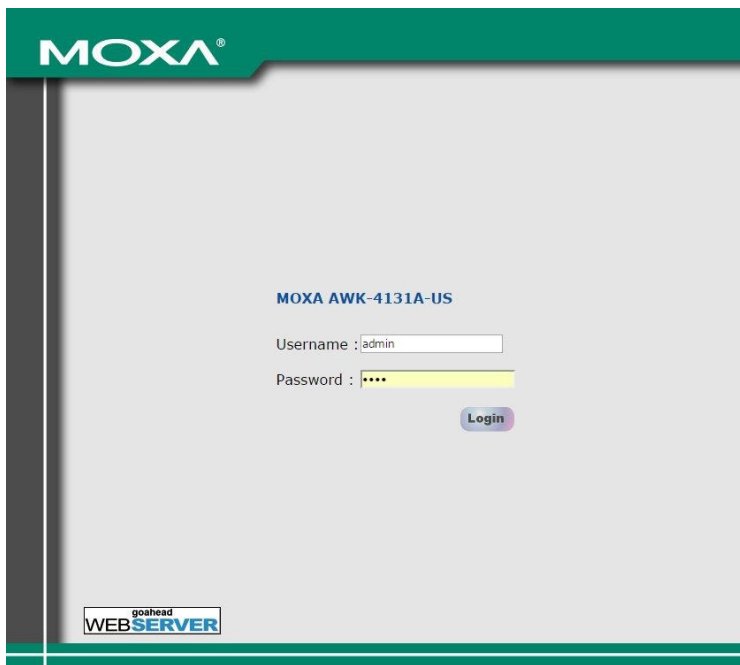 MOXA®
MOXA AWK-4131A-US
Username : admin
Password : ••••
Login
goahead
WEBSERVER